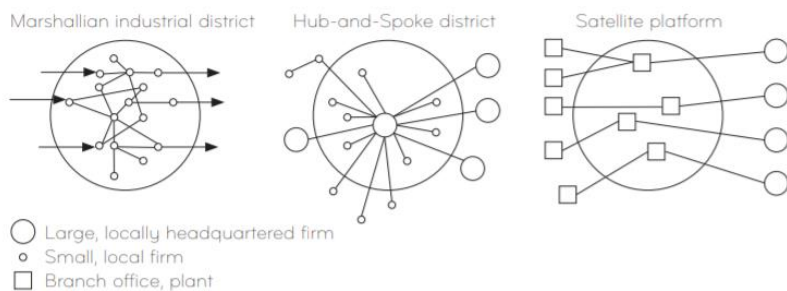 Marshallian industrial district
Hub-and-Spoke district
Satellite platform
Large, locally headquartered firm
Small, local firm
Branch office, plant